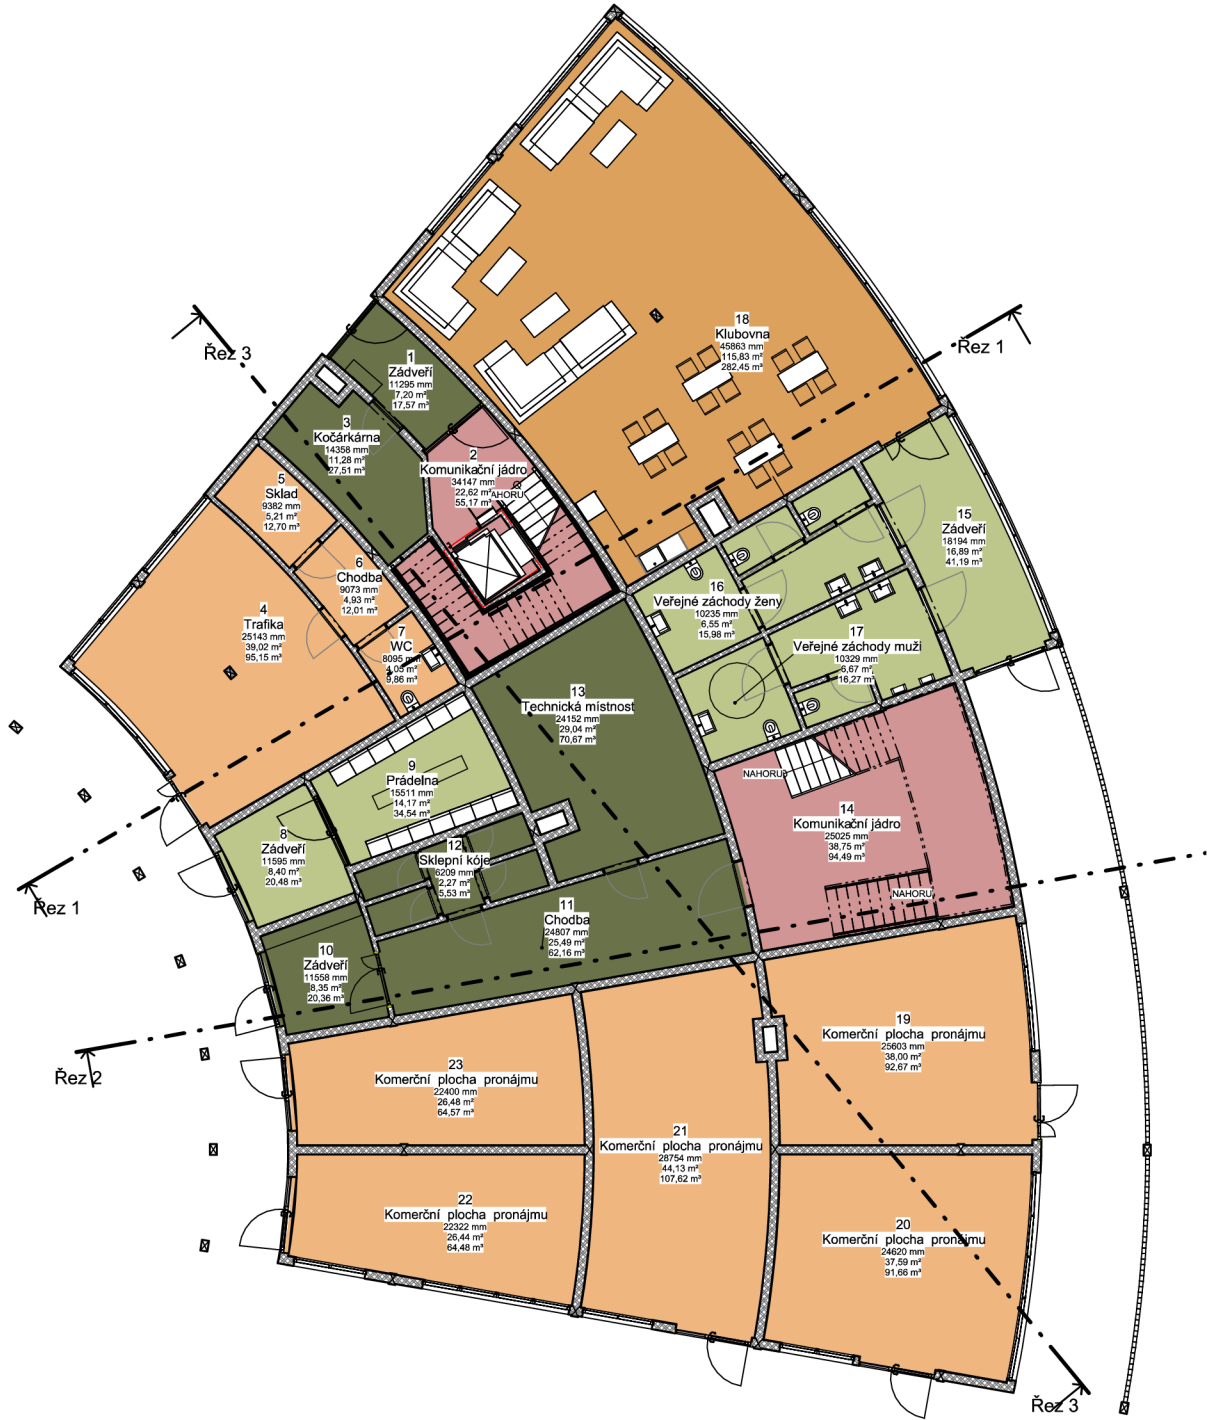 18
Klubovna
45863 mm
115,83 m²
282,45 m³
Řez 1
Řez 3
1
Zádveří
11295 mm
7,20 m²
17,57 m³
3
Kočárkárna
14358 mm
11,28 m²
27,51 m³
2
Komunikační jádro
34147 mm
22,62 m²
55,17 m³
AHORU
5
Sklad
9382 mm
5,21 m²
12,70 m³
15
Zádveří
18194 mm
16,89 m²
41,19 m³
6
Chodba
9073 mm
4,93 m²
12,01 m³
16
Veřejné záchody ženy
10235 mm
6,55 m²
15,98 m³
4
Trafika
25143 mm
39,02 m²
95,15 m³
7
WC
8095 mm
4,05 m²
9,86 m³
17
Veřejné záchody muži
10329 mm
6,67 m²
16,27 m³
13
Technická místnost
24152 mm
29,04 m²
70,67 m³
9
Prádelna
15511 mm
14,17 m²
34,54 m³
NAHORU
14
Komunikační jádro
25025 mm
38,75 m²
94,49 m³
8
Zádveří
11595 mm
8,40 m²
20,48 m³
12
Sklepní kóje
6209 mm
2,27 m²
5,53 m³
NAHORU
Řez 1
11
Chodba
24807 mm
25,49 m²
62,16 m³
10
Zádveří
11558 mm
8,35 m²
20,36 m³
19
Komerční plocha pronájmu
25603 mm
38,00 m²
92,67 m³
Řez 2
23
Komerční plocha pronájmu
22400 mm
26,48 m²
64,57 m³
21
Komerční plocha pronájmu
28754 mm
44,13 m²
107,62 m³
22
Komerční plocha pronájmu
22322 mm
26,44 m²
64,48 m³
20
Komerční plocha pronájmu
24620 mm
37,59 m²
91,66 m³
Řez 3